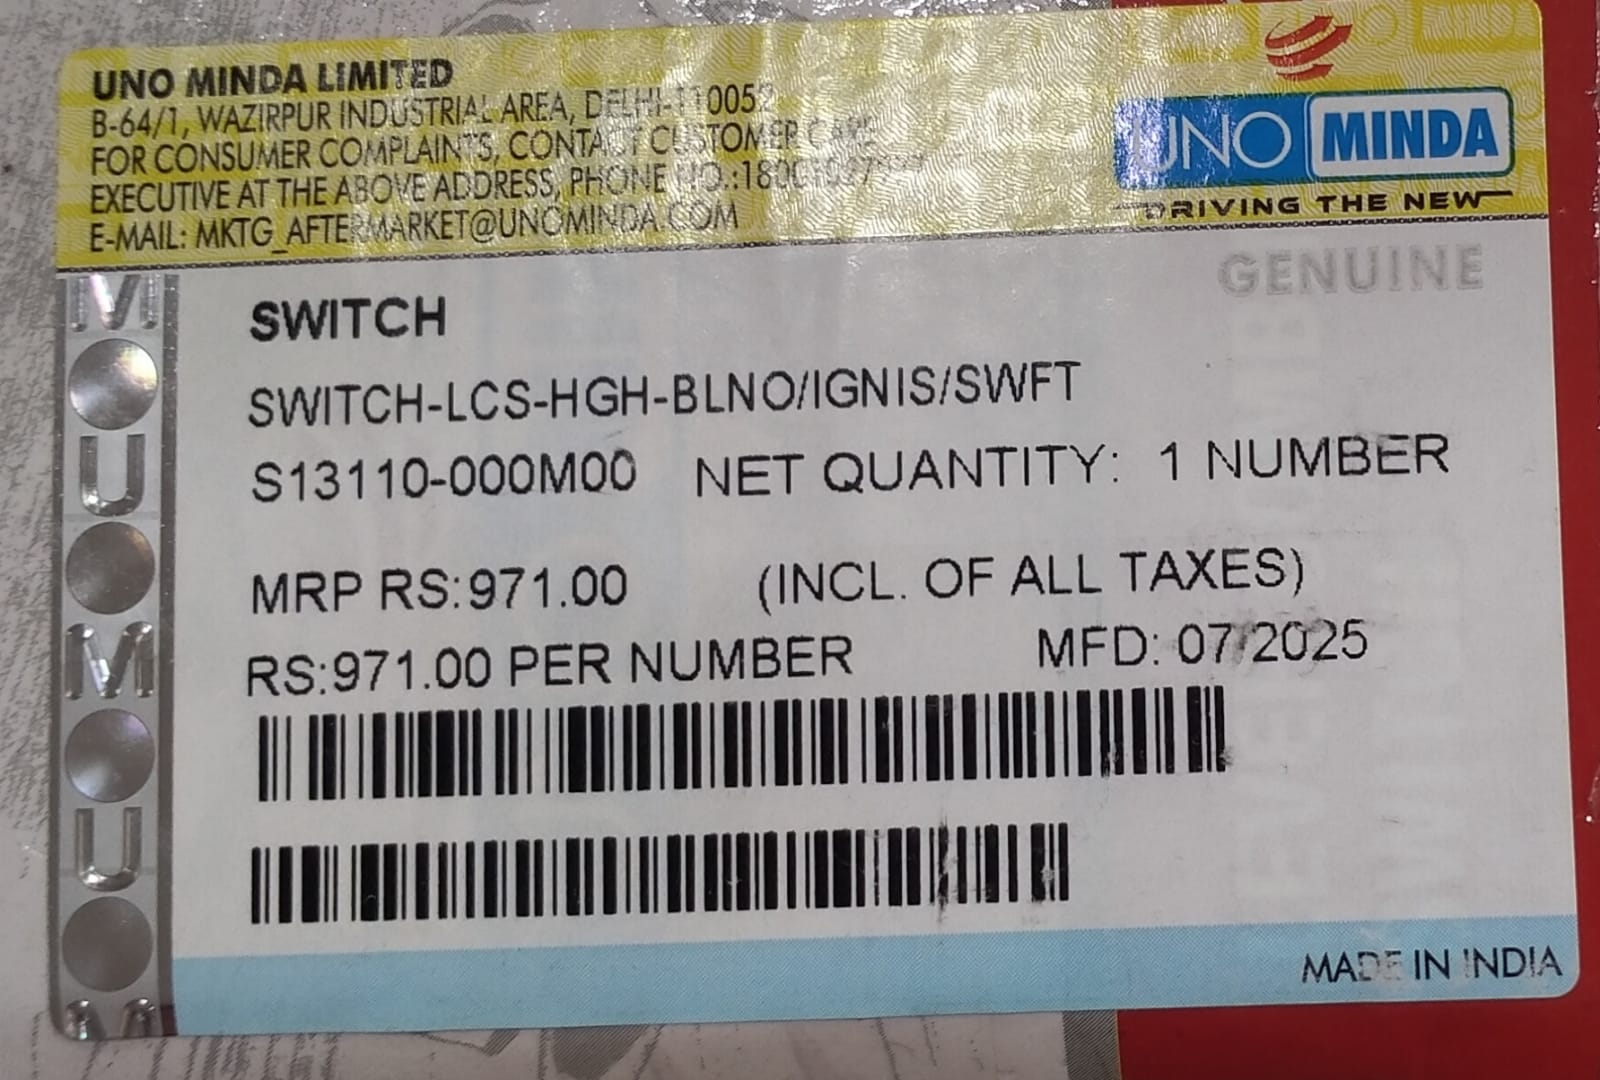 UNO MINDA LIMITED
B-64/1, WAZIRPUR INDUSTRIAL AREA, DELHI-110052
FOR CONSUMER COMPLAINTS, CONTACT CUSTOMER CARE
EXECUTIVE AT THE ABOVE ADDRESS, PHONE NO.:
E-MAIL: MKTG_AFTERMARKET@UNOMINDA.COM
UNO MINDA
DRIVING THE NEW
GENUINE
SWITCH
SWITCH-LCS-HGH-BLNO/IGNIS/SWFT
S13110-000M00 NET QUANTITY: 1 NUMBER
MRP RS:971.00 (INCL. OF ALL TAXES)
RS:971.00 PER NUMBER MFD: 07/2025
MADE IN INDIA
M
U
M
U
M